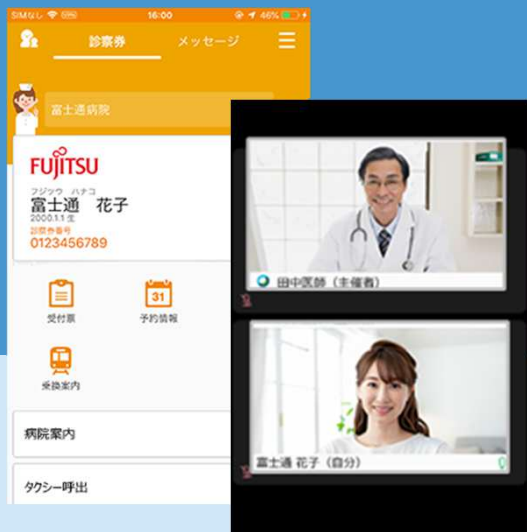 SIMなし
16:00
46%
診察券
メッセージ
富士通病院
FUJITSU
フジツウ ハナコ
富士通 花子
2000.1.1 生
診察券番号
0123456789
31
受付票
予約情報
乗換案内
病院案内
タクシー呼出
田中医師（主催者）
富士通 花子（自分）